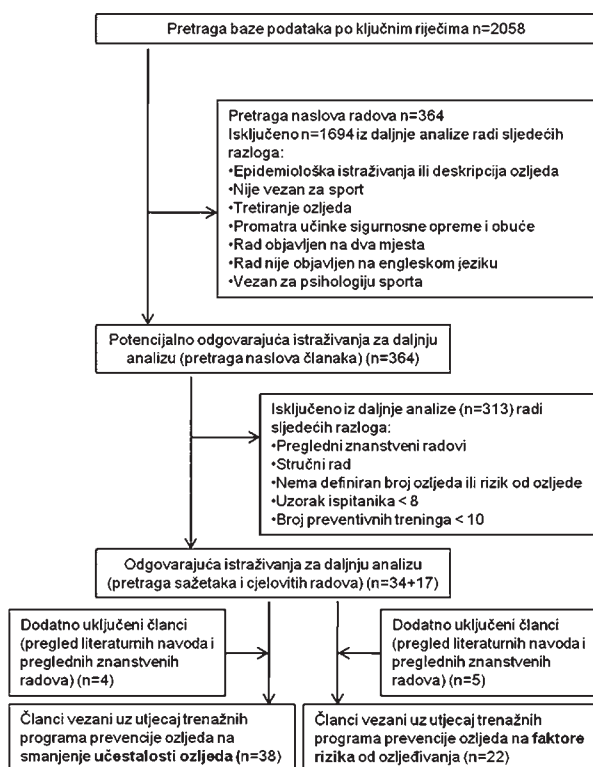 Pretraga baze podataka po ključnim riječima n=2058
Pretraga naslova radova n=364
Isključeno n=1694 iz daljnje analize radi sljedećih
razloga:
•Epidemiološka istraživanja ili deskripcija ozljeda
•Nije vezan za sport
•Tretiranje ozljeda
•Promatra učinke sigurnosne opreme i obuće
•Rad objavljen na dva mjesta
•Rad nije objavljen na engleskom jeziku
•Vezan za psihologiju sporta
Potencijalno odgovarajuća istraživanja za daljnju
analizu (pretraga naslova članaka) (n=364)
Isključeno iz daljnje analize (n=313) radi
sljedećih razloga:
•Pregledni znanstveni radovi
•Stručni rad
•Nema definiran broj ozljeda ili rizik od ozljede
•Uzorak ispitanika < 8
•Broj preventivnih treninga < 10
Odgovarajuća istraživanja za daljnju analizu
(pretraga sažetaka i cjelovitih radova) (n=34+17)
Dodatno uključeni članci
(pregled literaturnih navoda i
preglednih znanstvenih
radova) (n=4)
Dodatno uključeni članci
(pregled literaturnih navoda i
preglednih znanstvenih
radova) (n=5)
Članci vezani uz utjecaj trenažnih
programa prevencije ozljeda na
smanjenje učestalosti ozljeda (n=38)
Članci vezani uz utjecaj trenažnih
programa prevencije ozljeda na faktore
rizika od ozljeđivanja (n=22)